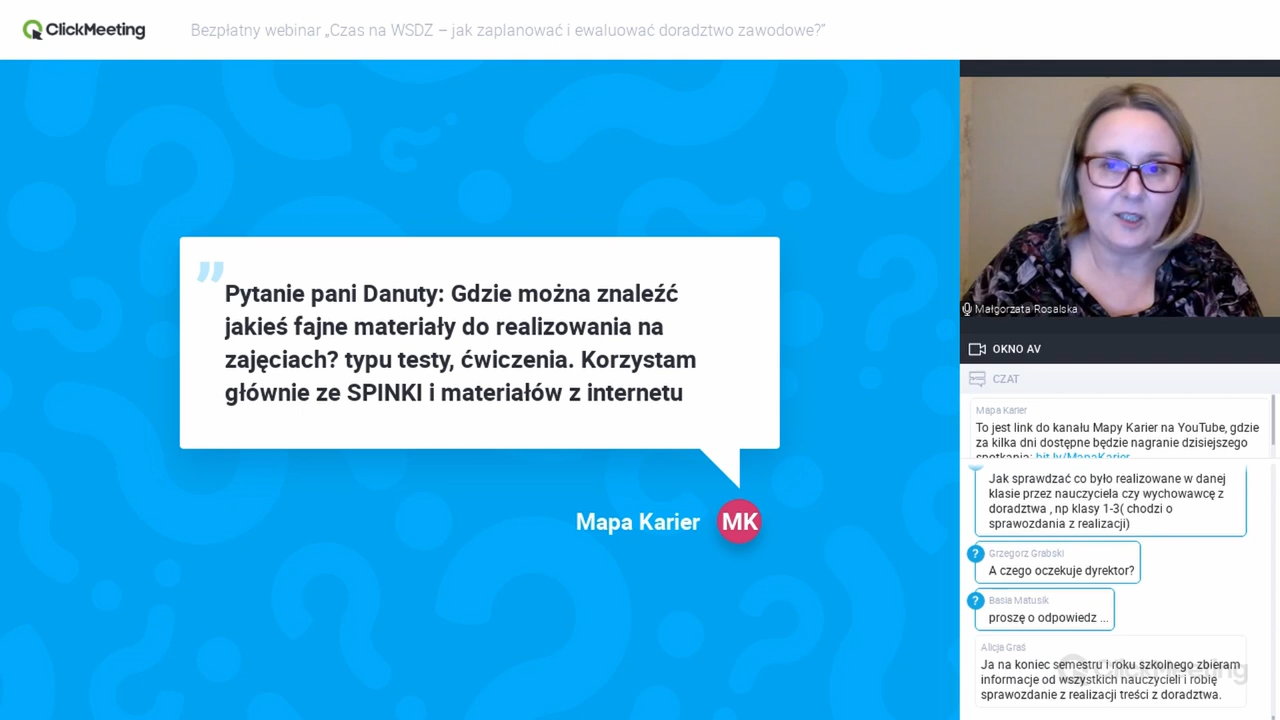 ClickMeeting
Bezpłatny webinar „Czas na WSDZ – jak zaplanować i ewaluować doradztwo zawodowe?”
”
Pytanie pani Danuty: Gdzie można znaleźć
jakieś fajne materiały do realizowania na
zajęciach? typu testy, ćwiczenia. Korzystam
głównie ze SPINKI i materiałów z internetu
Mapa Karier MK
Małgorzata Rosalska
OKNO AV
CZAT
Mapa Karier
To jest link do kanału Mapy Karier na YouTube, gdzie
za kilka dni dostępne będzie nagranie dzisiejszego
spotkania: bit.ly/MapaKarier
Jak sprawdzać co było realizowane w danej
klasie przez nauczyciela czy wychowawcę z
doradztwa , np klasy 1-3( chodzi o
sprawozdania z realizacji)
? Grzegorz Grabski
A czego oczekuje dyrektor?
? Basia Matusik
proszę o odpowiedz ...
Alicja Graś
Ja na koniec semestru i roku szkolnego zbieram
informacje od wszystkich nauczycieli i robię
sprawozdanie z realizacji treści z doradztwa.
ClickMeeting